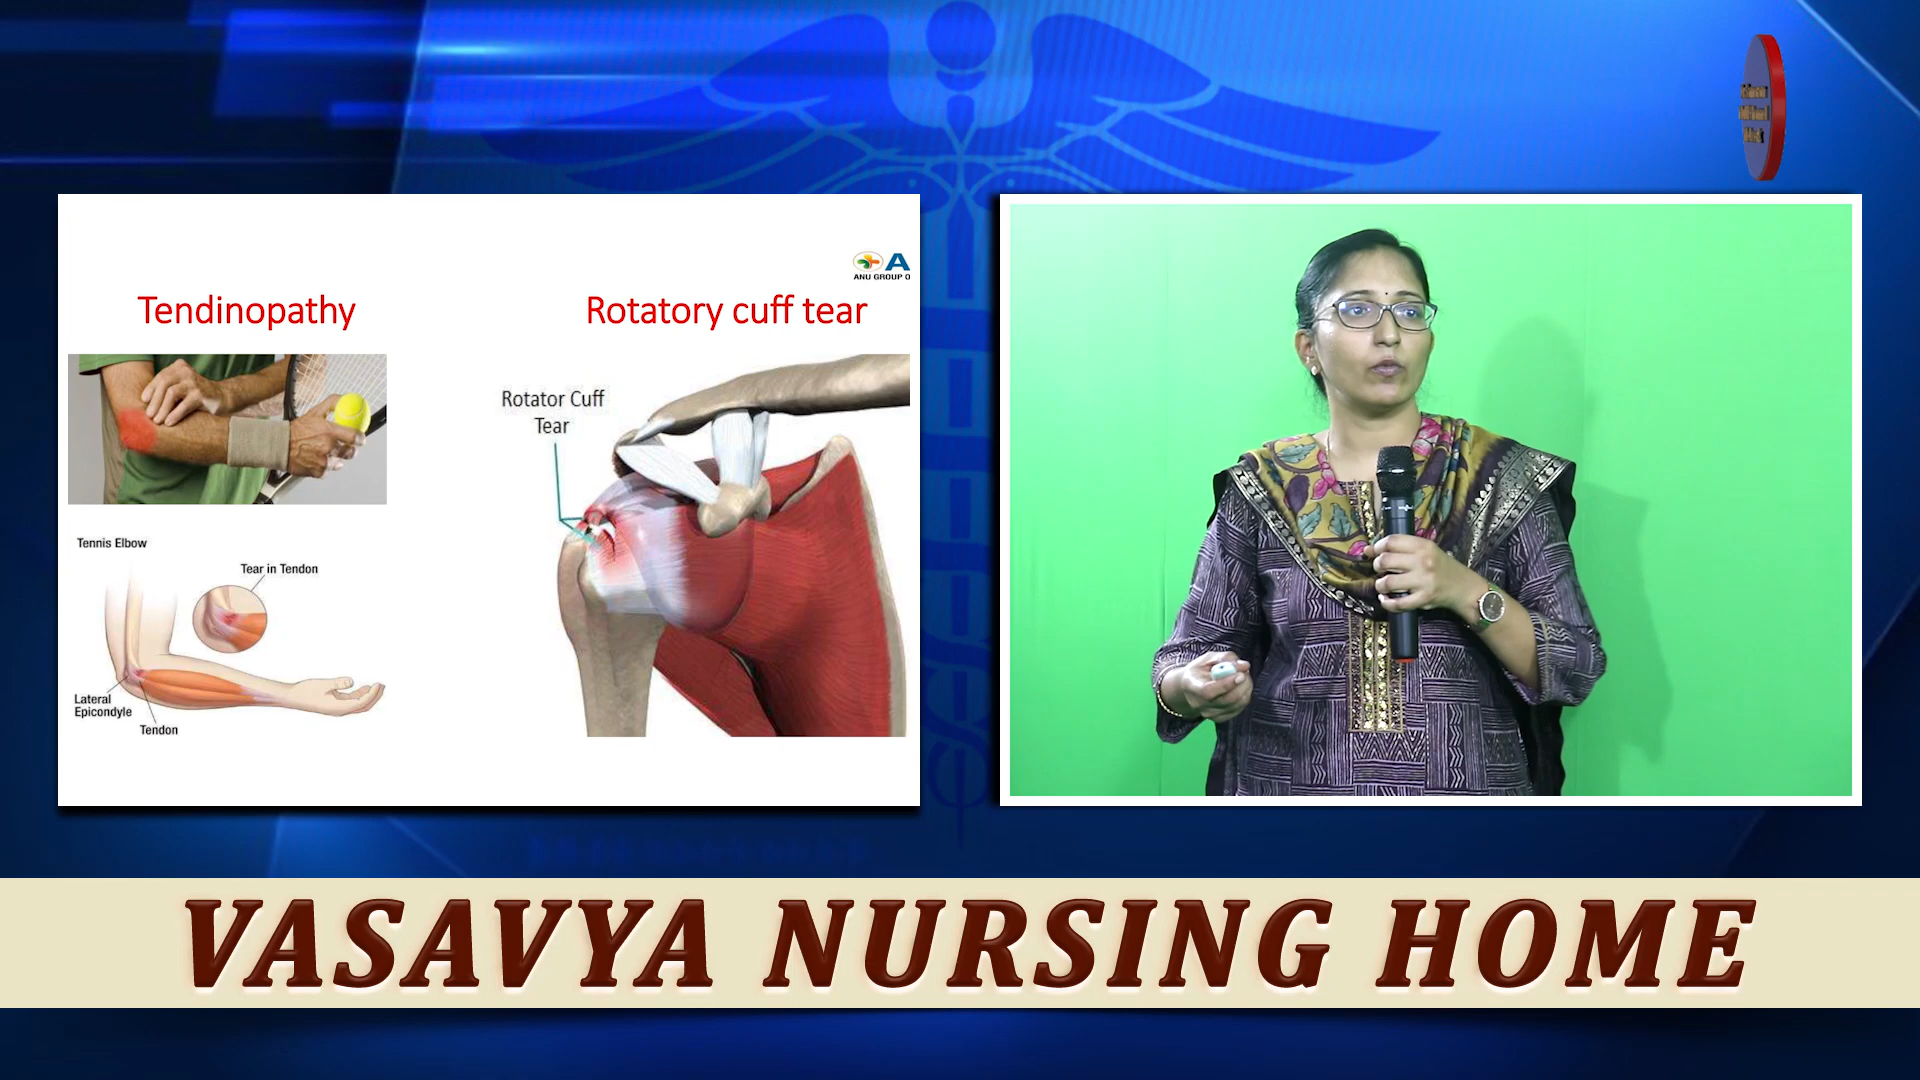 A
ANU GROUP O
Tendinopathy
Rotatory cuff tear
Rotator Cuff
Tear
Tennis Elbow
Tear in Tendon
Lateral
Epicondyle
Tendon
VASAVYA NURSING HOME